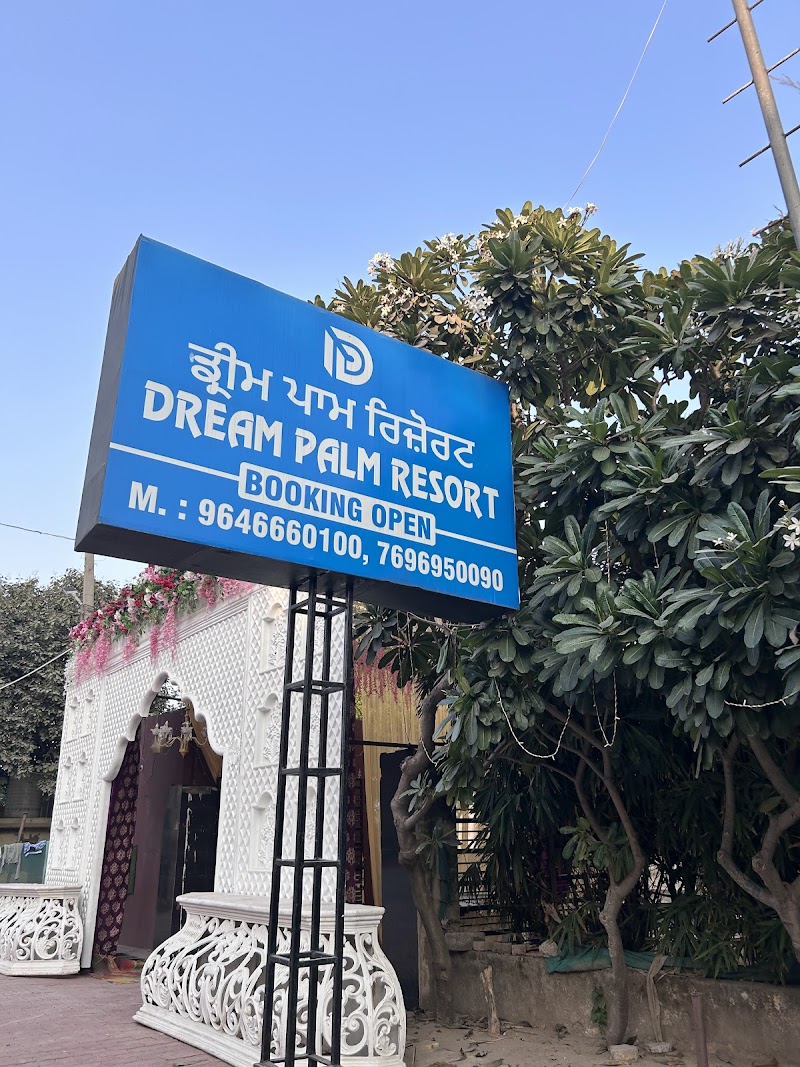 ਡ੍ਰੀਮ ਪਾਮ ਰਿਜ਼ੋਰਟ
DREAM PALM RESORT
BOOKING OPEN
M. : 9646660100, 7696950090